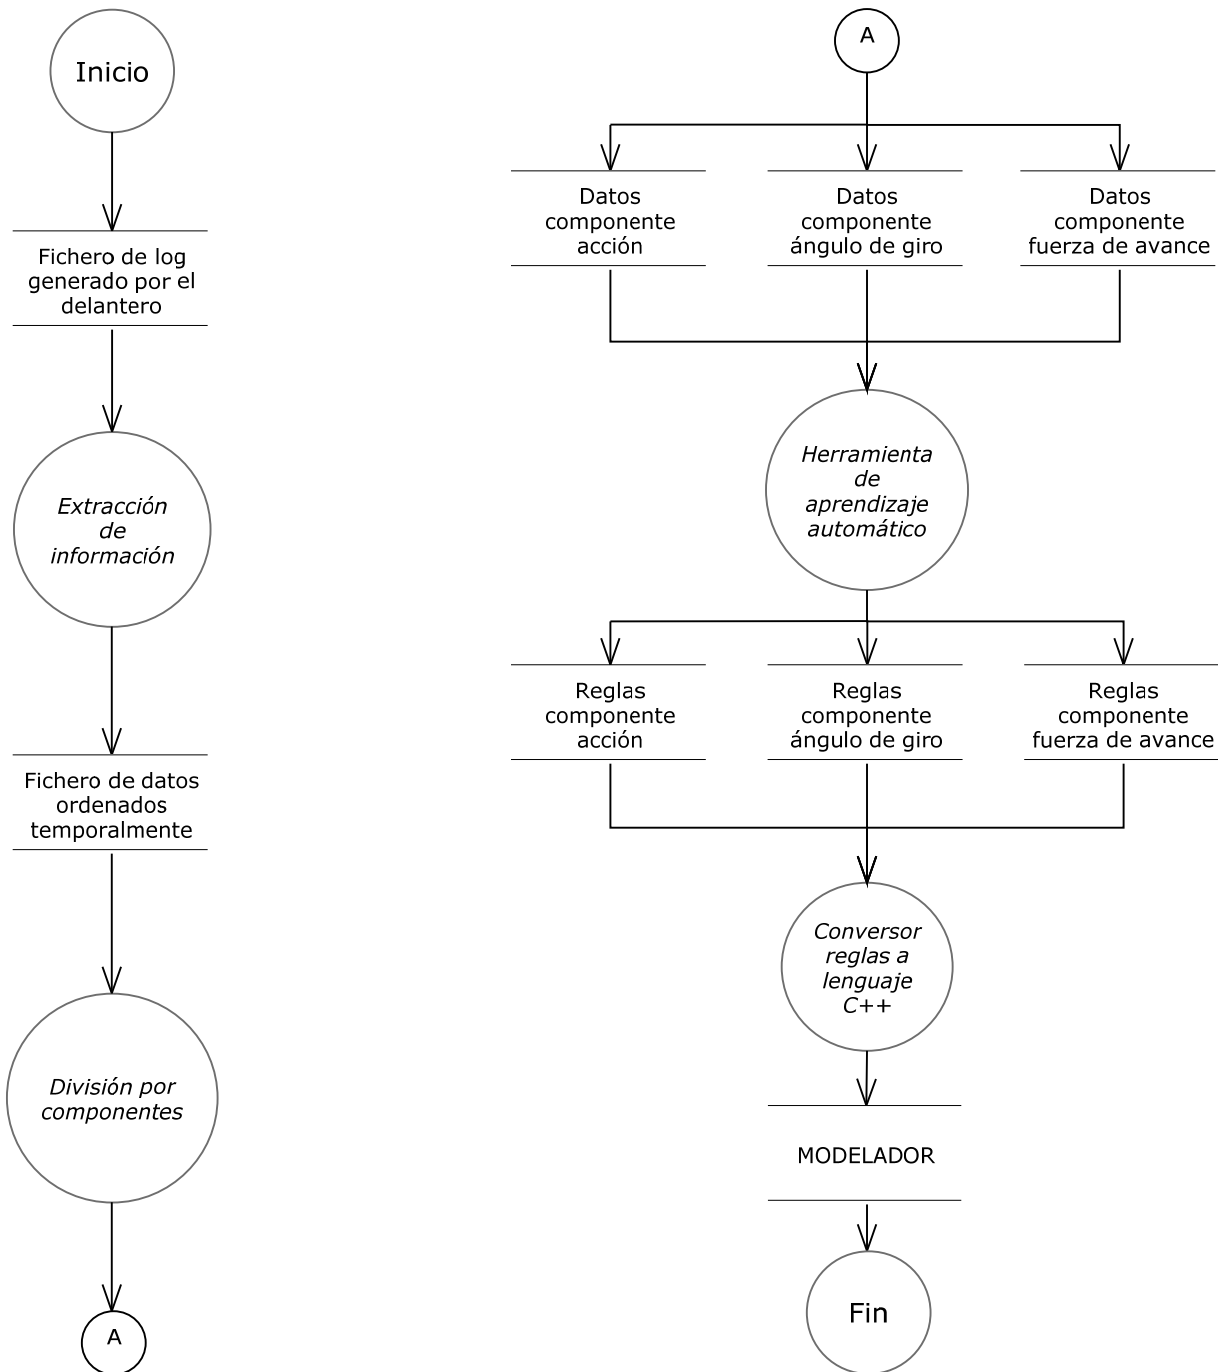 Inicio
Fichero de log
generado por el
delantero
Extracción
de
información
Fichero de datos
ordenados
temporalmente
División por
componentes
A
A
Datos
componente
acción
Datos
componente
ángulo de giro
Datos
componente
fuerza de avance
Herramienta
de
aprendizaje
automático
Reglas
componente
acción
Reglas
componente
ángulo de giro
Reglas
componente
fuerza de avance
Conversor
reglas a
lenguaje
C++
MODELADOR
Fin